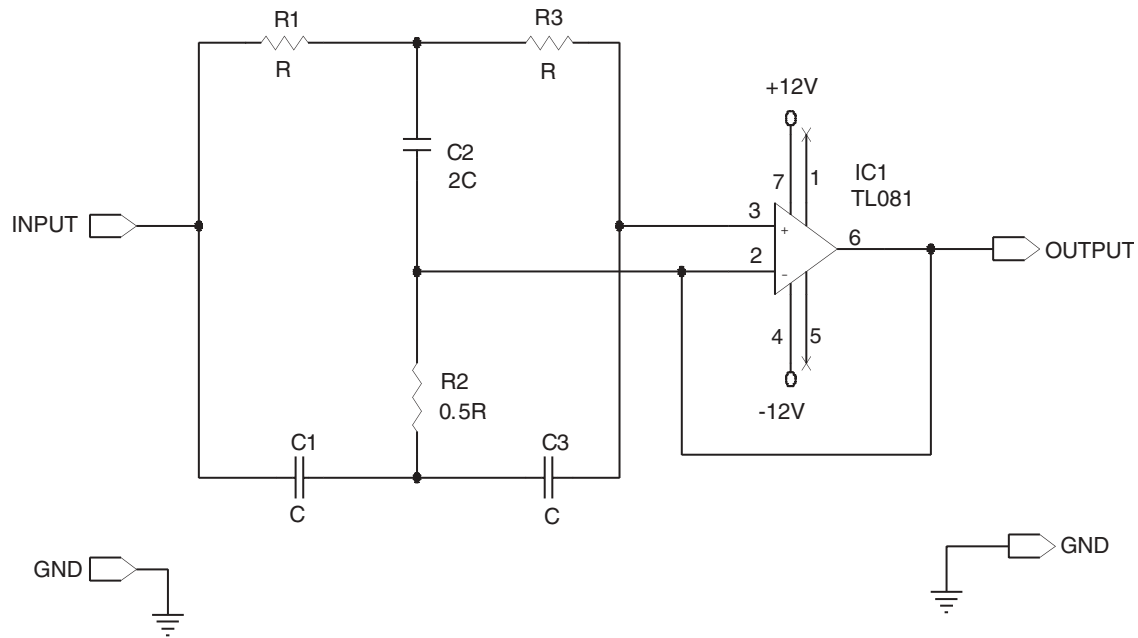 R1
R
R3
R
C2
2C
+12V
7
1
IC1
TL081
INPUT
3
+
2
-
6
OUTPUT
4
5
-12V
R2
0.5R
C1
C
C3
C
GND
GND